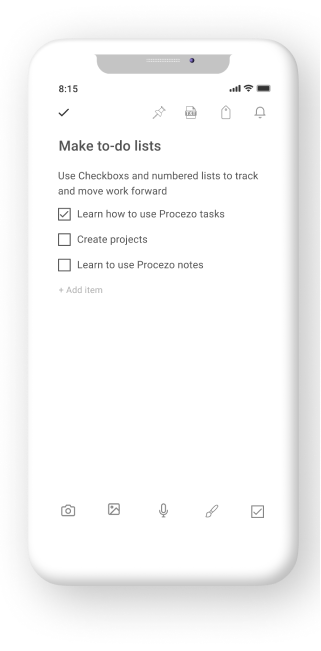 8:15
Make to-do lists
Use Checkboxs and numbered lists to track
and move work forward
Learn how to use Procezo tasks
Create projects
Learn to use Procezo notes
+ Add item